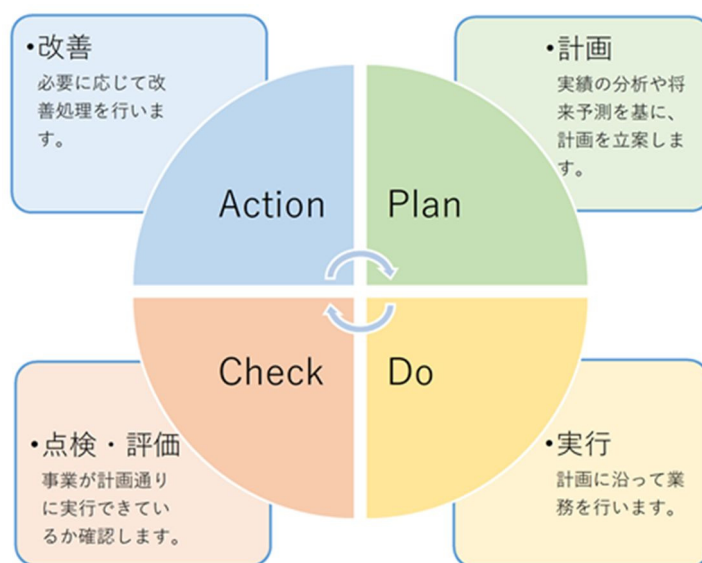 •改善
必要に応じて改
善処理を行いま
す。
•計画
実績の分析や将
来予測を基に、
計画を立案しま
す。
Action
Plan
Check
Do
•点検・評価
事業が計画通り
に実行できてい
るか確認します。
•実行
計画に沿って業
務を行います。